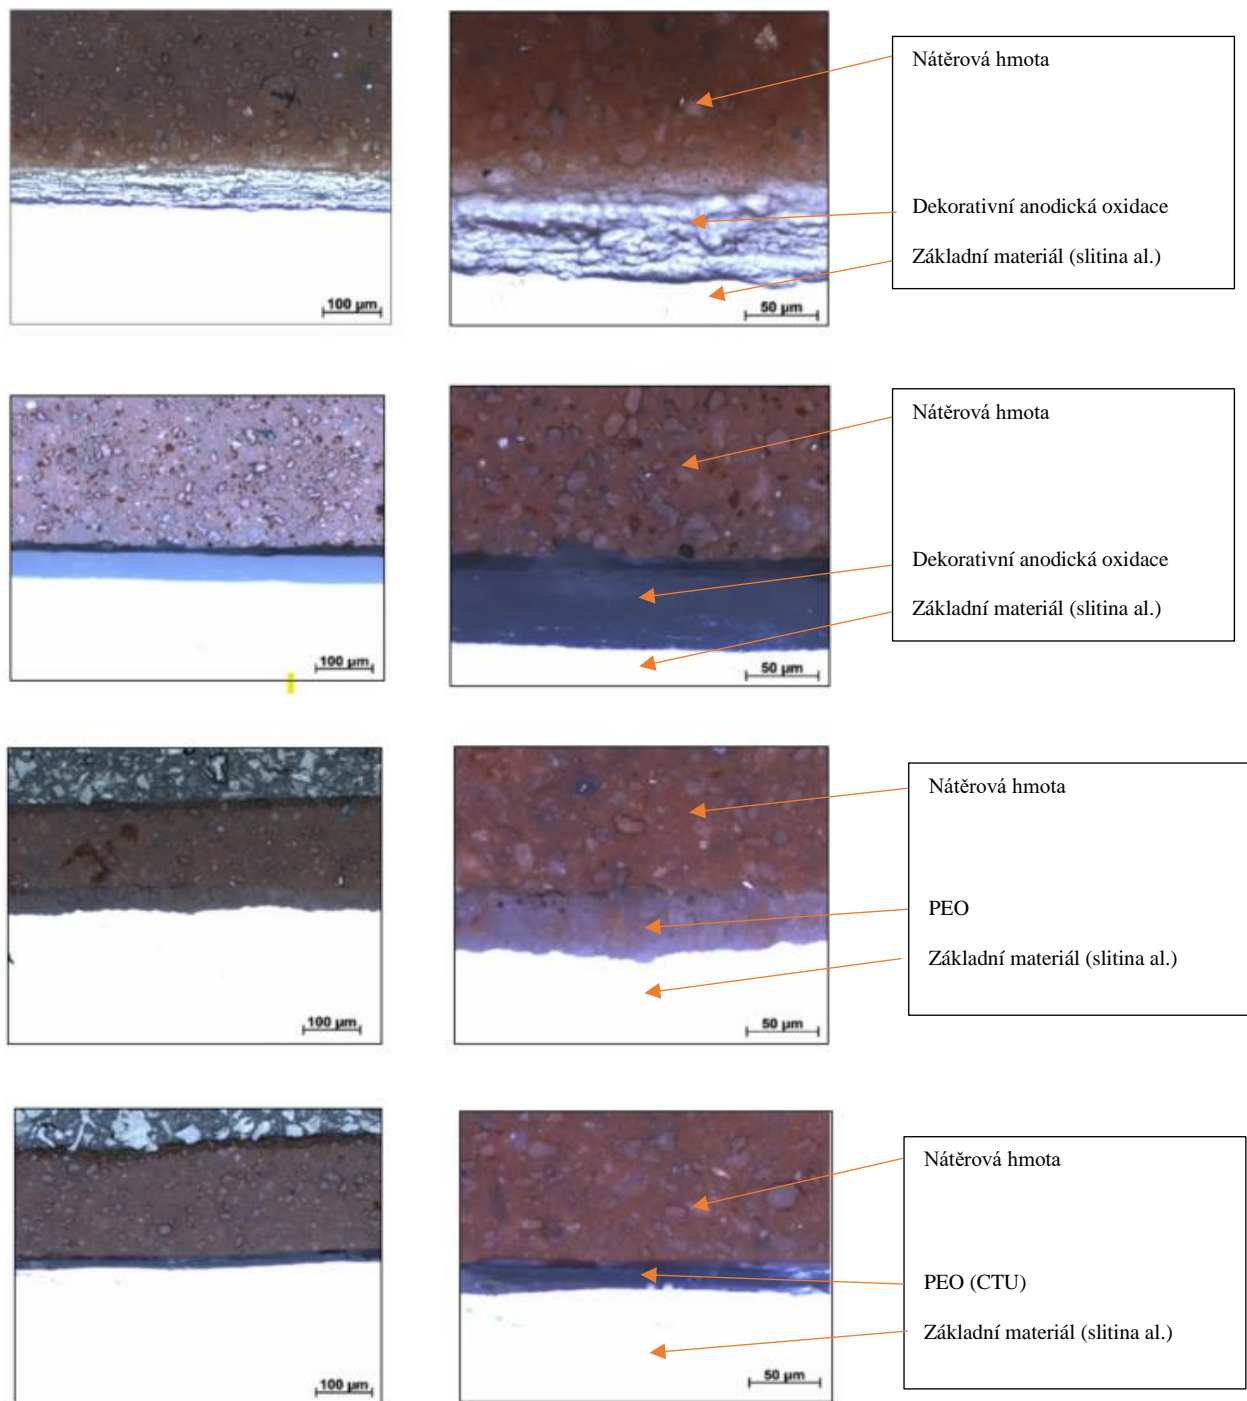 Nátěrová hmota
Dekorativní anodická oxidace
Základní materiál (slitina al.)
100 µm
50 µm
Nátěrová hmota
Dekorativní anodická oxidace
Základní materiál (slitina al.)
100 µm
50 µm
Nátěrová hmota
PEO
Základní materiál (slitina al.)
100 µm
50 µm
Nátěrová hmota
PEO (CTU)
Základní materiál (slitina al.)
100 µm
50 µm